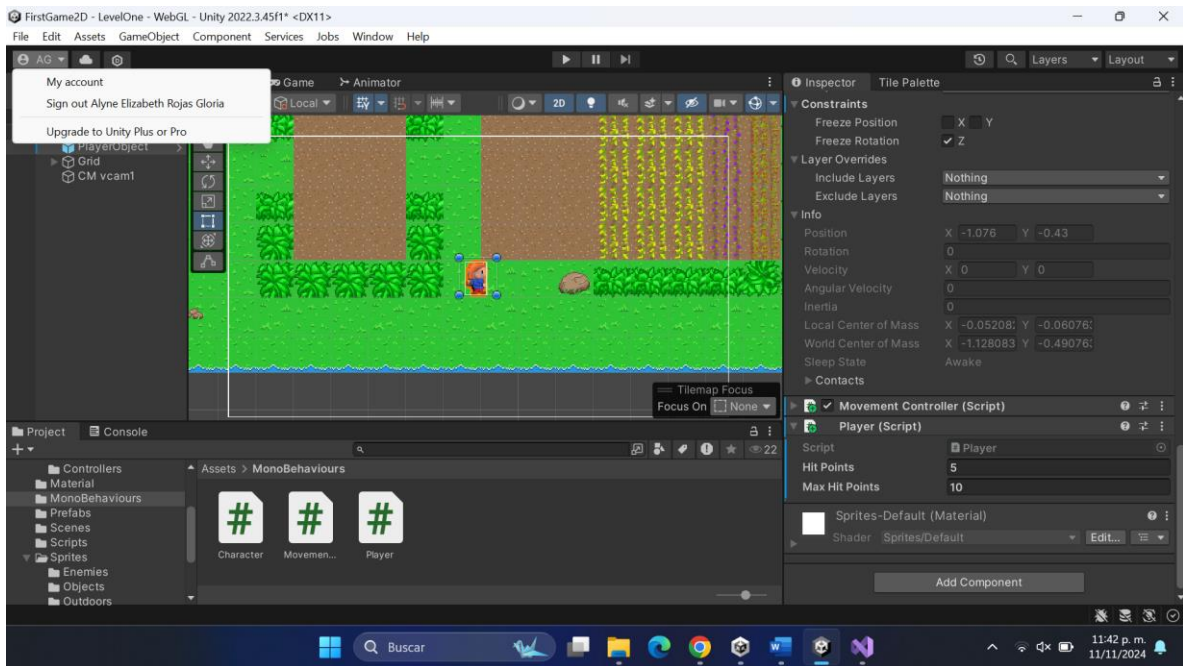 FirstGame2D - LevelOne - WebGL - Unity 2022.3.45f1* <DX11>
File Edit Assets GameObject Component Services Jobs Window Help
AG Layers Layout
My account
Sign out Alyne Elizabeth Rojas Gloria
Upgrade to Unity Plus or Pro
Game Animator
Local 2D
PlayerObject
Grid
CM vcam1
Tilemap Focus
Focus On None
Inspector Tile Palette
Constraints
Freeze Position X Y
Freeze Rotation Z
Layer Overrides
Include Layers Nothing
Exclude Layers Nothing
Info
Position X -1.076 Y -0.43
Rotation 0
Velocity X 0 Y 0
Angular Velocity 0
Inertia 0
Local Center of Mass X -0.05208: Y -0.06076:
World Center of Mass X -1.128083 Y -0.49076:
Sleep State Awake
Contacts
Movement Controller (Script)
Player (Script)
Script Player
Hit Points 5
Max Hit Points 10
Sprites-Default (Material)
Shader Sprites/Default Edit...
Add Component
Project Console
22
Controllers
Material
MonoBehaviours
Prefabs
Scenes
Scripts
Sprites
Enemies
Objects
Outdoors
Assets > MonoBehaviours
# # #
Character Movemen... Player
Buscar
11:42 p. m.
11/11/2024